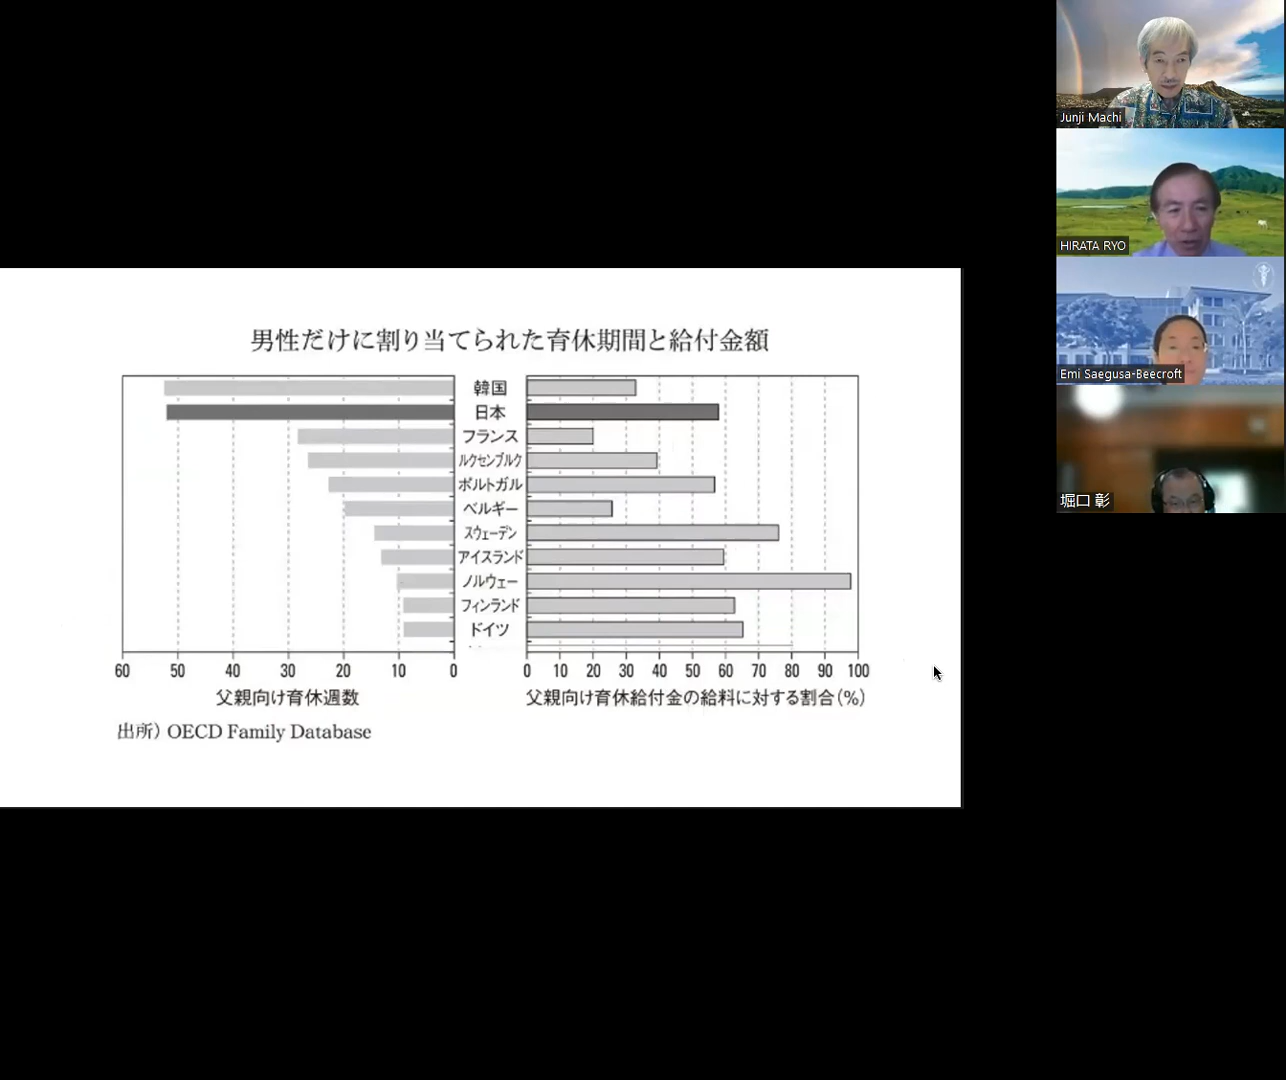 男性だけに割り当てられた育休期間と給付金額
韓国
日本
フランス
ルクセンブルク
ポルトガル
ベルギー
スウェーデン
アイスランド
ノルウェー
フィンランド
ドイツ
60 50 40 30 20 10 0
0 10 20 30 40 50 60 70 80 90 100
父親向け育休週数
父親向け育休給付金の給料に対する割合(%)
出所) OECD Family Database
Junji Machi
HIRATA RYO
Emi Saegusa-Beecroft
堀口 彰